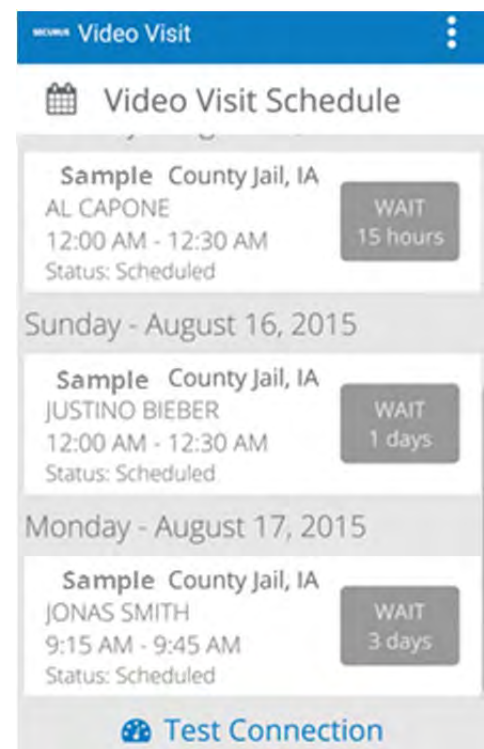 SECURUS Video Visit
Video Visit Schedule
Sample County Jail, IA
AL CAPONE
12:00 AM - 12:30 AM
Status: Scheduled
WAIT
15 hours
Sunday - August 16, 2015
Sample County Jail, IA
JUSTINO BIEBER
12:00 AM - 12:30 AM
Status: Scheduled
WAIT
1 days
Monday - August 17, 2015
Sample County Jail, IA
JONAS SMITH
9:15 AM - 9:45 AM
Status: Scheduled
WAIT
3 days
Test Connection